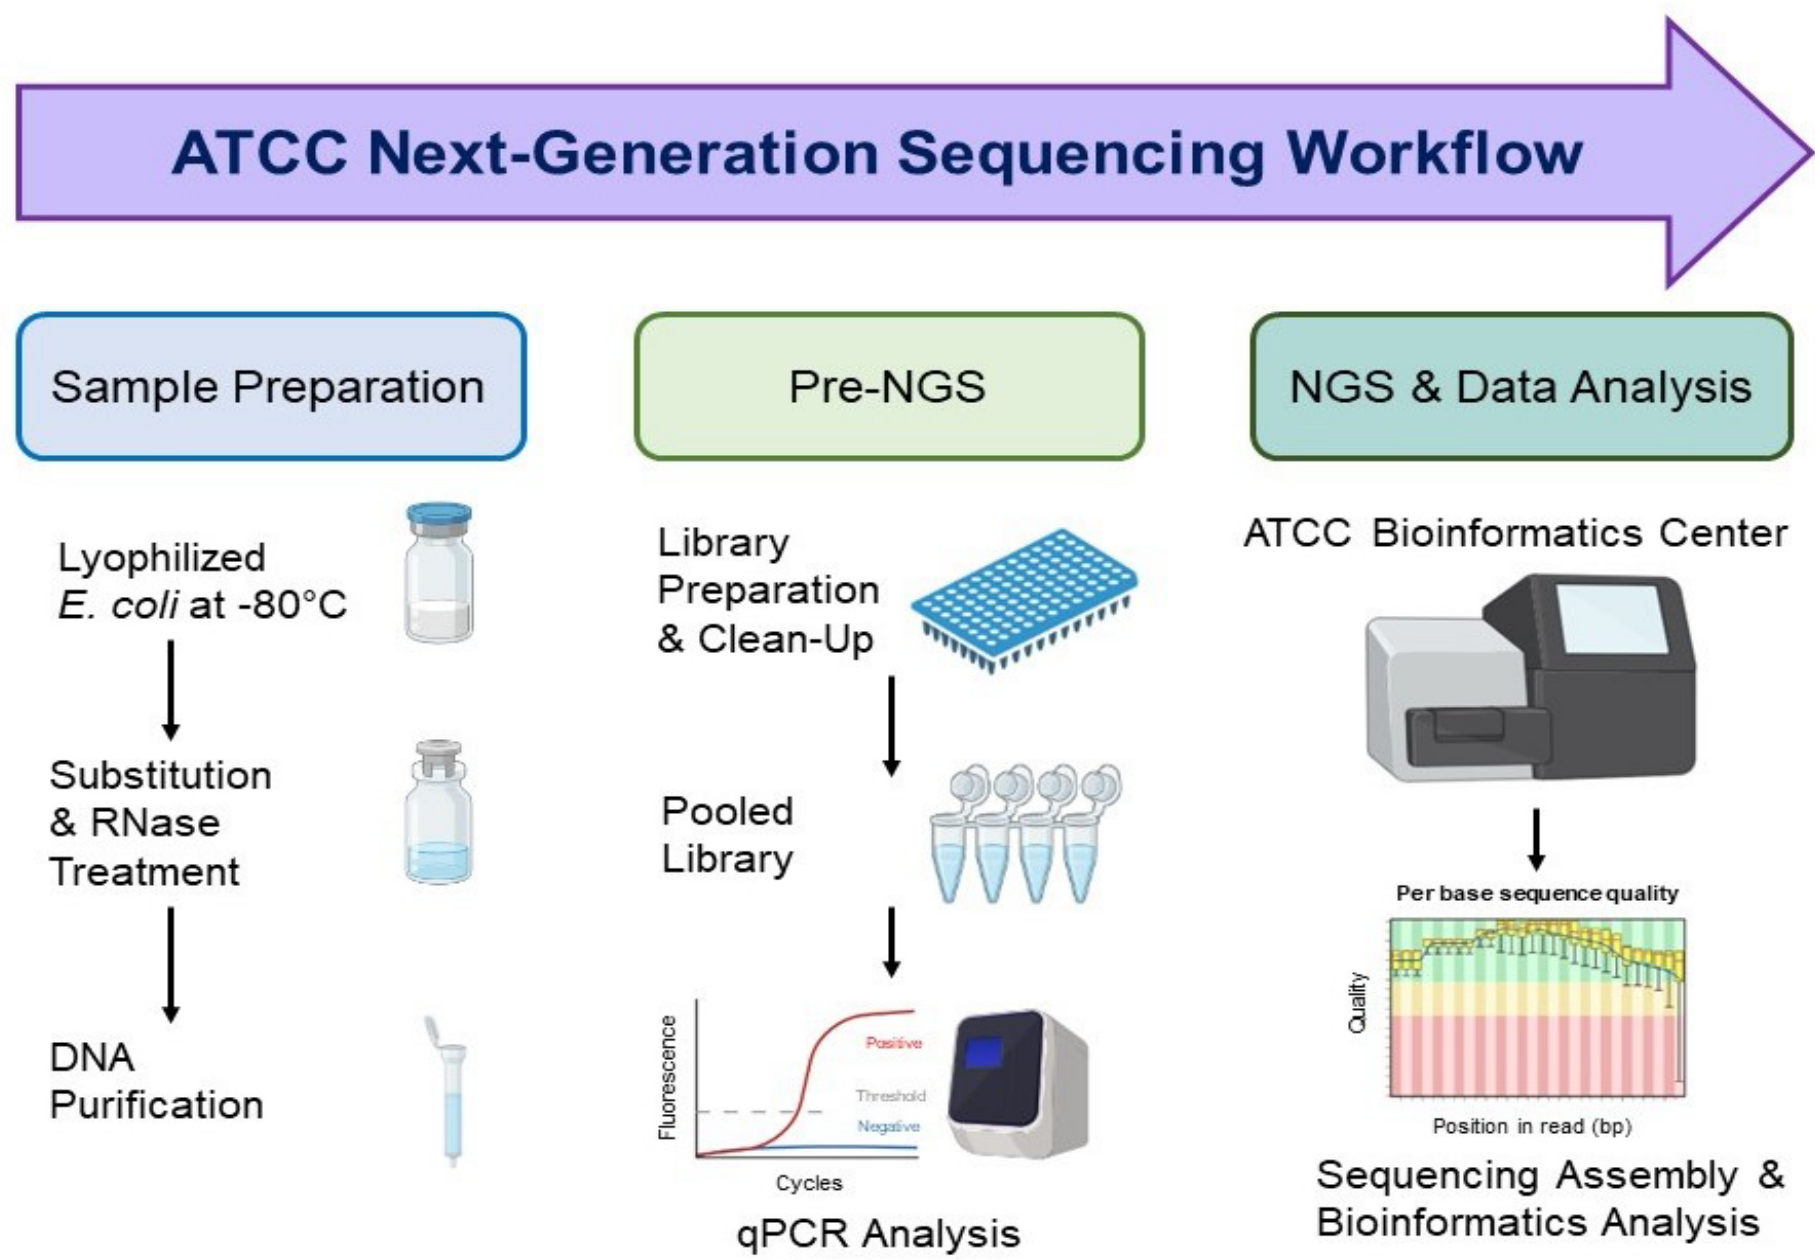 ATCC Next-Generation Sequencing Workflow
Sample Preparation
Lyophilized
E. coli at -80°C
Substitution
& RNase
Treatment
DNA
Purification
Pre-NGS
Library
Preparation
& Clean-Up
Pooled
Library
Fluorescence
Positive
Threshold
Negative
Cycles
qPCR Analysis
NGS & Data Analysis
ATCC Bioinformatics Center
Per base sequence quality
Quality
Position in read (bp)
Sequencing Assembly &
Bioinformatics Analysis